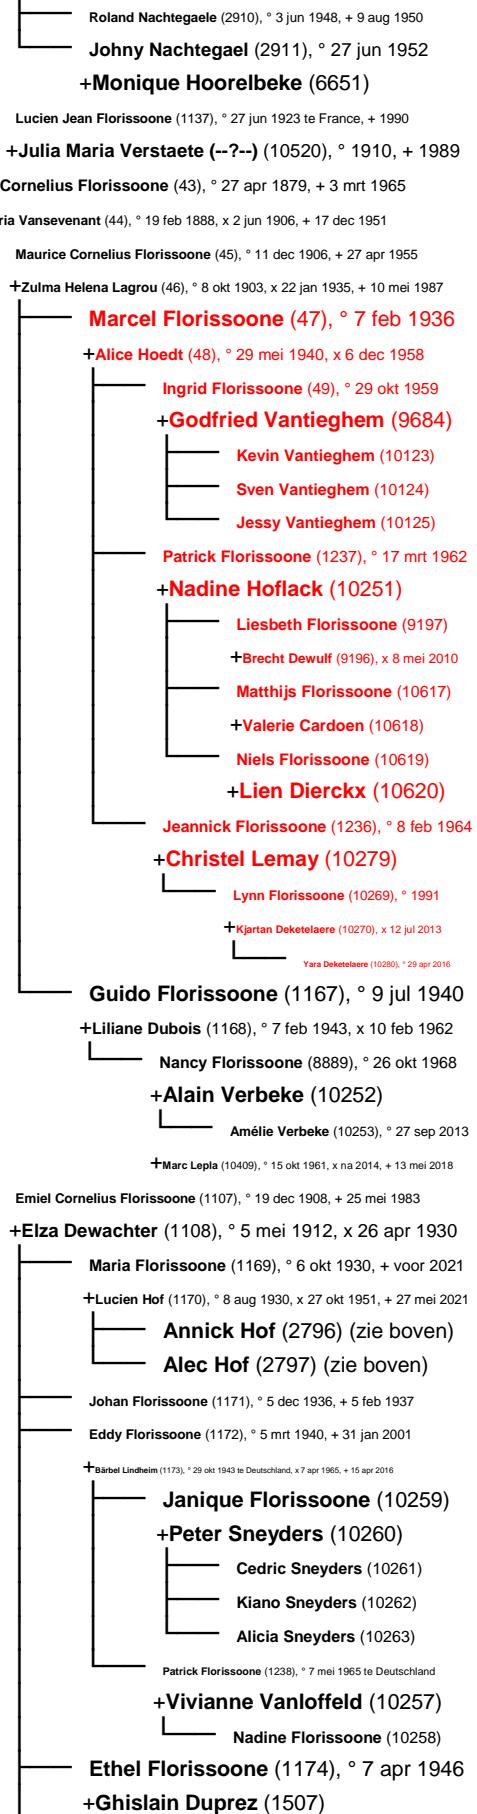 Roland Nachtegaele (2910), ° 3 jun 1948, + 9 aug 1950
Johny Nachtegael (2911), ° 27 jun 1952
+Monique Hoorelbeke (6651)
Lucien Jean Florissoone (1137), ° 27 jun 1923 te France, + 1990
+Julia Maria Verstaete (--?--) (10520), ° 1910, + 1989
Cornelius Florissoone (43), ° 27 apr 1879, + 3 mrt 1965
ria Vansevenant (44), ° 19 feb 1888, x 2 jun 1906, + 17 dec 1951
Maurice Cornelius Florissoone (45), ° 11 dec 1906, + 27 apr 1955
+Zulma Helena Lagrou (46), ° 8 okt 1903, x 22 jan 1935, + 10 mei 1987
Marcel Florissoone (47), ° 7 feb 1936
+Alice Hoedt (48), ° 29 mei 1940, x 6 dec 1958
Ingrid Florissoone (49), ° 29 okt 1959
+Godfried Vantieghem (9684)
Kevin Vantieghem (10123)
Sven Vantieghem (10124)
Jessy Vantieghem (10125)
Patrick Florissoone (1237), ° 17 mrt 1962
+Nadine Hoflack (10251)
Liesbeth Florissoone (9197)
+Brecht Dewulf (9196), x 8 mei 2010
Matthijs Florissoone (10617)
+Valerie Cardoen (10618)
Niels Florissoone (10619)
+Lien Dierckx (10620)
Jeannick Florissoone (1236), ° 8 feb 1964
+Christel Lemay (10279)
Lynn Florissoone (10269), ° 1991
+Kjartan Deketelaere (10270), x 12 jul 2013
Yara Deketelaere (10280), ° 29 apr 2016
Guido Florissoone (1167), ° 9 jul 1940
+Liliane Dubois (1168), ° 7 feb 1943, x 10 feb 1962
Nancy Florissoone (8889), ° 26 okt 1968
+Alain Verbeke (10252)
Amélie Verbeke (10253), ° 27 sep 2013
+Marc Lepla (10409), ° 15 okt 1961, x na 2014, + 13 mei 2018
Emiel Cornelius Florissoone (1107), ° 19 dec 1908, + 25 mei 1983
+Elza Dewachter (1108), ° 5 mei 1912, x 26 apr 1930
Maria Florissoone (1169), ° 6 okt 1930, + voor 2021
+Lucien Hof (1170), ° 8 aug 1930, x 27 okt 1951, + 27 mei 2021
Annick Hof (2796) (zie boven)
Alec Hof (2797) (zie boven)
Johan Florissoone (1171), ° 5 dec 1936, + 5 feb 1937
Eddy Florissoone (1172), ° 5 mrt 1940, + 31 jan 2001
+Bärbel Lindheim (1173), ° 29 okt 1943 te Deutschland, x 7 apr 1965, + 15 apr 2016
Janique Florissoone (10259)
+Peter Sneyders (10260)
Cedric Sneyders (10261)
Kiano Sneyders (10262)
Alicia Sneyders (10263)
Patrick Florissoone (1238), ° 7 mei 1965 te Deutschland
+Vivianne Vanloffeld (10257)
Nadine Florissoone (10258)
Ethel Florissoone (1174), ° 7 apr 1946
+Ghislain Duprez (1507)